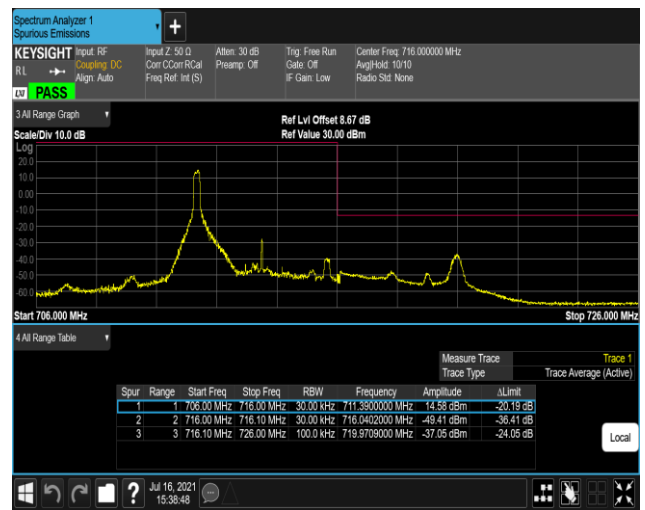 Spectrum Analyzer 1
Spurious Emissions
+
KEYSIGHT Input: RF Input Z: 50 Ω Atten: 30 dB Trig: Free Run Center Freq: 716.000000 MHz
R L Coupling: DC Corr CCorr RCal Preamp: Off Gate: Off Avg|Hold: 10/10
Align: Auto Freq Ref: Int (S) IF Gain: Low Radio Std: None
LXI PASS
3 All Range Graph
Ref Lvl Offset 8.67 dB
Scale/Div 10.0 dB Ref Value 30.00 dBm
Log
20.0
10.0
0.00
-10.0
-20.0
-30.0
-40.0
-50.0
-60.0
Start 706.000 MHz Stop 726.000 MHz
4 All Range Table
Measure Trace Trace 1
Trace Type Trace Average (Active)
Spur Range Start Freq Stop Freq RBW Frequency Amplitude ΔLimit
1 1 706.00 MHz 716.00 MHz 30.00 kHz 711.3900000 MHz 14.58 dBm -20.19 dB
2 2 716.00 MHz 716.10 MHz 30.00 kHz 716.0402000 MHz -49.41 dBm -36.41 dB
3 3 716.10 MHz 726.00 MHz 100.0 kHz 719.9709000 MHz -37.05 dBm -24.05 dB
Local
? Jul 16, 2021
15:38:48